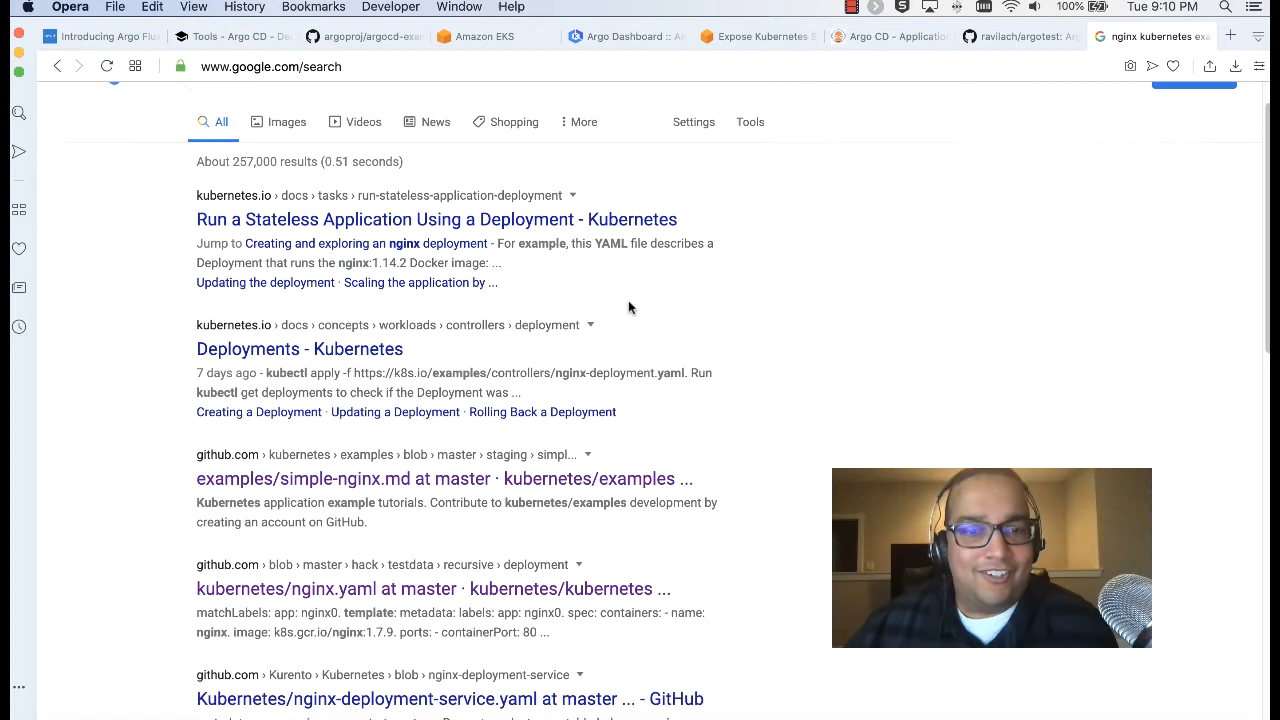 Opera File Edit View History Bookmarks Developer Window Help 100% Tue 9:10 PM
Introducing Argo Flux Tools - Argo CD - De argoproj/argocd-exa Amazon EKS Argo Dashboard :: A Expose Kubernetes S Argo CD - Application ravilach/argotest: Arg nginx kubernetes exa
www.google.com/search
All Images Videos News Shopping More Settings Tools
About 257,000 results (0.51 seconds)
kubernetes.io › docs › tasks › run-stateless-application-deployment
Run a Stateless Application Using a Deployment - Kubernetes
Jump to Creating and exploring an nginx deployment - For example, this YAML file describes a
Deployment that runs the nginx:1.14.2 Docker image: ...
Updating the deployment · Scaling the application by ...
kubernetes.io › docs › concepts › workloads › controllers › deployment
Deployments - Kubernetes
7 days ago - kubectl apply -f https://k8s.io/examples/controllers/nginx-deployment.yaml. Run
kubectl get deployments to check if the Deployment was ...
Creating a Deployment · Updating a Deployment · Rolling Back a Deployment
github.com › kubernetes › examples › blob › master › staging › simpl...
examples/simple-nginx.md at master · kubernetes/examples ...
Kubernetes application example tutorials. Contribute to kubernetes/examples development by
creating an account on GitHub.
github.com › blob › master › hack › testdata › recursive › deployment
kubernetes/nginx.yaml at master · kubernetes/kubernetes ...
matchLabels: app: nginx0. template: metadata: labels: app: nginx0. spec: containers: - name:
nginx. image: k8s.gcr.io/nginx:1.7.9. ports: - containerPort: 80 ...
github.com › Kurento › Kubernetes › blob › nginx-deployment-service
Kubernetes/nginx-deployment-service.yaml at master ... - GitHub